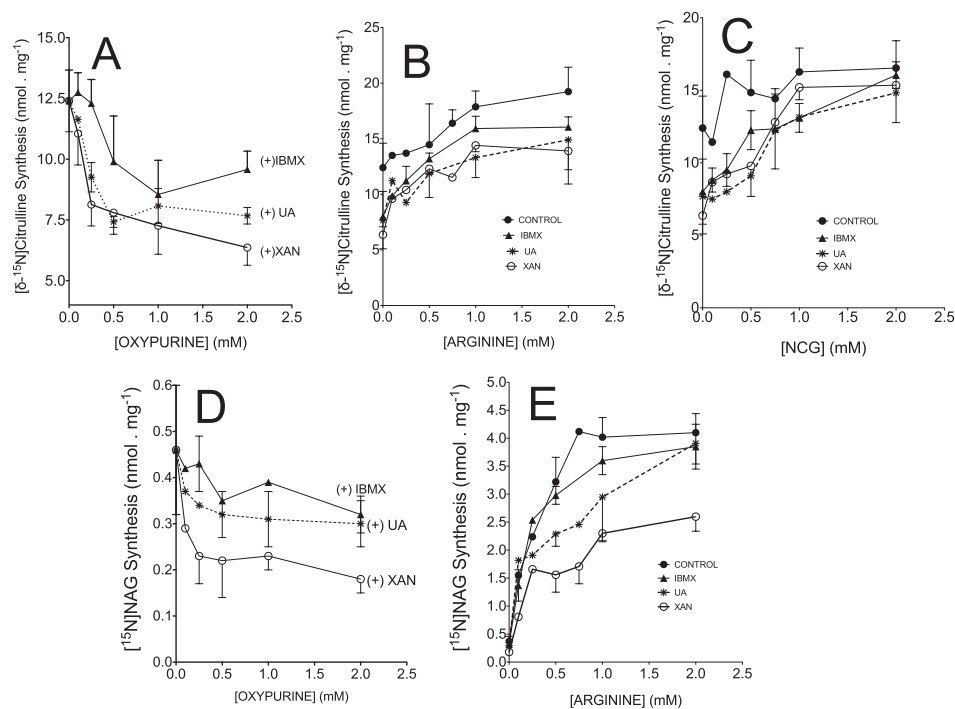 A
[δ-¹⁵N]Citrulline Synthesis (nmol . mg⁻¹)
15.0
12.5
10.0
7.5
5.0
(+)IBMX
(+) UA
(+)XAN
0.0 0.5 1.0 1.5 2.0 2.5
[OXYPURINE] (mM)
B
[δ-¹⁵N]Citrulline Synthesis (nmol . mg⁻¹)
25
20
15
10
5
0
CONTROL
IBMX
UA
XAN
0.0 0.5 1.0 1.5 2.0 2.5
[ARGININE] (mM)
C
[δ-¹⁵N]Citrulline Synthesis (nmol . mg⁻¹)
20
15
10
5
0
CONTROL
IBMX
UA
XAN
0.0 0.5 1.0 1.5 2.0 2.5
[NCG] (mM)
D
[¹⁵N]NAG Synthesis (nmol . mg⁻¹)
0.6
0.5
0.4
0.3
0.2
0.1
0.0
(+) IBMX
(+) UA
(+) XAN
0.0 0.5 1.0 1.5 2.0 2.5
[OXYPURINE] (mM)
E
[¹⁵N]NAG Synthesis (nmol . mg⁻¹)
5.0
4.5
4.0
3.5
3.0
2.5
2.0
1.5
1.0
0.5
0.0
CONTROL
IBMX
UA
XAN
0.0 0.5 1.0 1.5 2.0 2.5
[ARGININE] (mM)